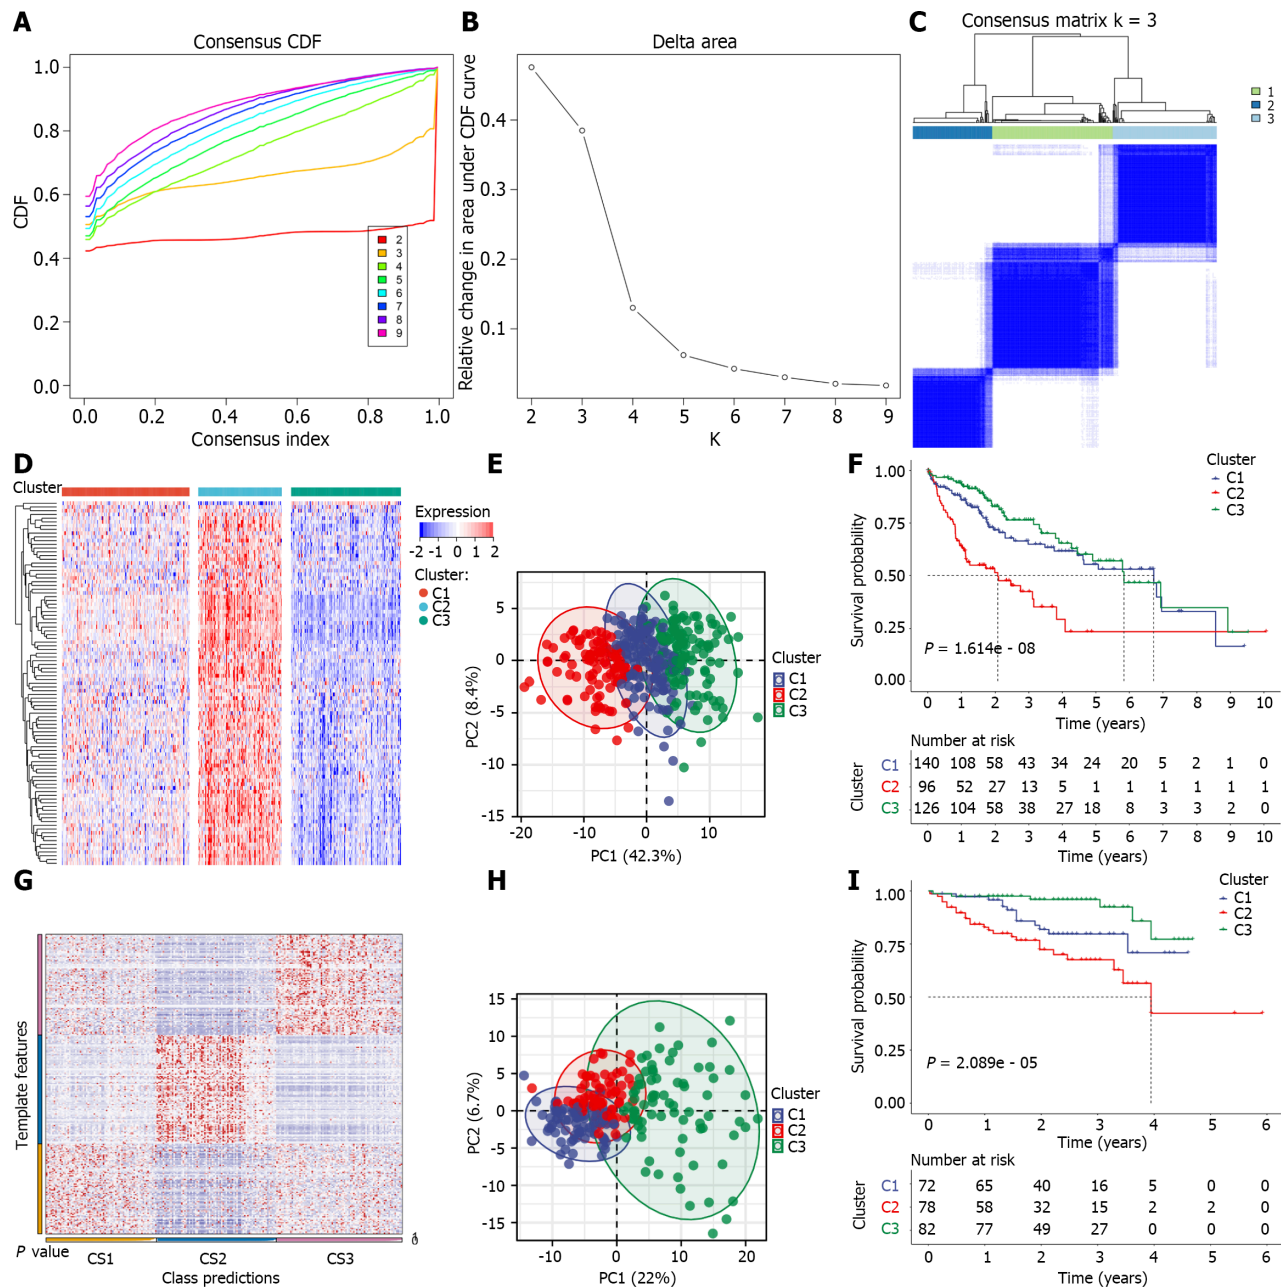 A
Consensus CDF
1.0
0.8
0.6
0.4
0.2
0.0
CDF
2
3
4
5
6
7
8
9
0.0 0.2 0.4 0.6 0.8 1.0
Consensus index
B
Delta area
0.4
0.3
0.2
0.1
Relative change in area under CDF curve
2 3 4 5 6 7 8 9
K
C
Consensus matrix k = 3
1
2
3
D
Cluster
Expression
-2 -1 0 1 2
Cluster:
C1
C2
C3
E
5
0
-5
-10
-15
PC2 (8.4%)
-20 -10 0 10
PC1 (42.3%)
Cluster
C1
C2
C3
F
Cluster
C1
C2
C3
1.00
0.75
0.50
0.25
0.00
Survival probability
P = 1.614e - 08
0 1 2 3 4 5 6 7 8 9 10
Time (years)
Number at risk
Cluster
C1 140 108 58 43 34 24 20 5 2 1 0
C2 96 52 27 13 5 1 1 1 1 1 1
C3 126 104 58 38 27 18 8 3 3 2 0
0 1 2 3 4 5 6 7 8 9 10
Time (years)
G
Template features
P value
CS1 CS2 CS3
1
0
Class predictions
H
15
10
5
0
-5
-10
-15
PC2 (6.7%)
-10 0 10 20
PC1 (22%)
Cluster
C1
C2
C3
I
Cluster
C1
C2
C3
1.00
0.75
0.50
0.25
0.00
Survival probability
P = 2.089e - 05
0 1 2 3 4 5 6
Time (years)
Number at risk
Cluster
C1 72 65 40 16 5 0 0
C2 78 58 32 15 2 2 0
C3 82 77 49 27 0 0 0
0 1 2 3 4 5 6
Time (years)